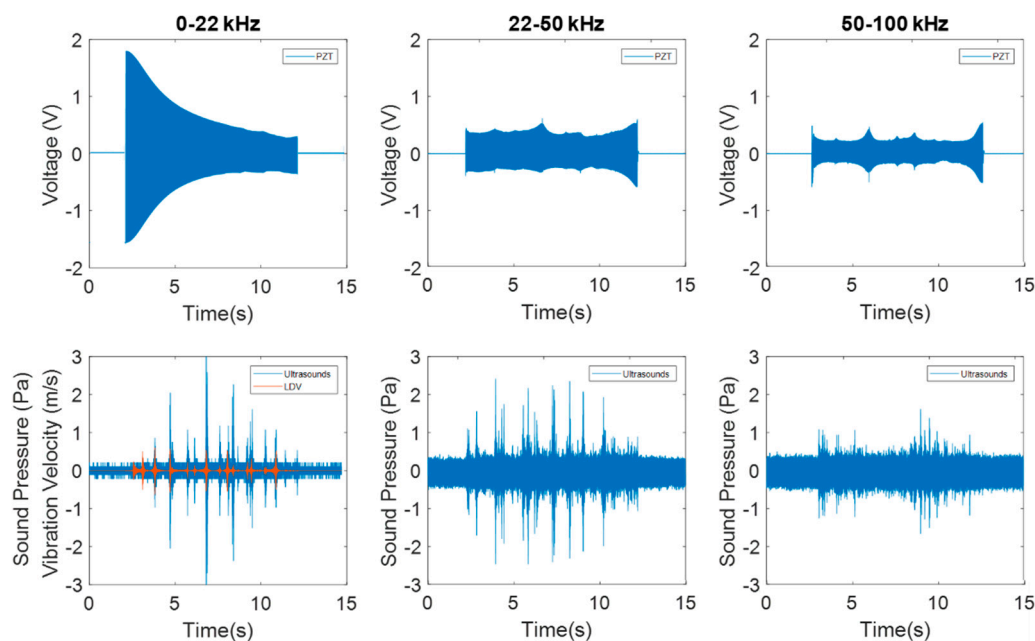 0-22 kHz
2
1
0
-1
-2
Voltage (V)
PZT
0 5 10 15
Time(s)
22-50 kHz
2
1
0
-1
-2
Voltage (V)
PZT
0 5 10 15
Time(s)
50-100 kHz
2
1
0
-1
-2
Voltage (V)
PZT
0 5 10 15
Time(s)
3
2
1
0
-1
-2
-3
Sound Pressure (Pa)
Vibration Velocity (m/s)
Ultrasounds
LDV
0 5 10 15
Time(s)
3
2
1
0
-1
-2
-3
Sound Pressure (Pa)
Ultrasounds
0 5 10 15
Time(s)
3
2
1
0
-1
-2
-3
Sound Pressure (Pa)
Ultrasounds
0 5 10 15
Time(s)